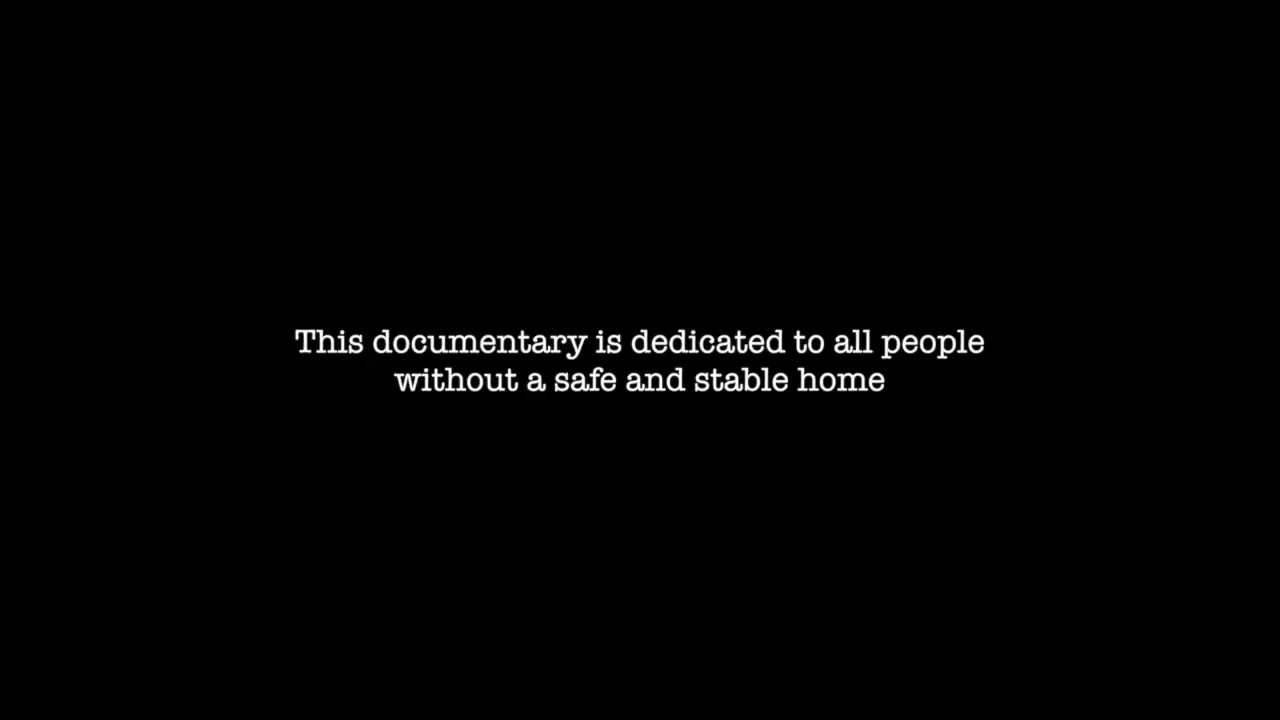 This documentary is dedicated to all people
without a safe and stable home